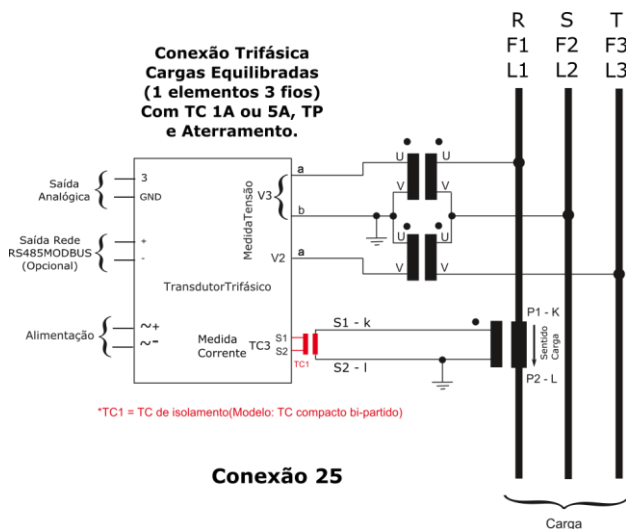 R S T
F1 F2 F3
L1 L2 L3
Conexão Trifásica
Cargas Equilibradas
(1 elementos 3 fios)
Com TC 1A ou 5A, TP
e Aterramento.
Saída
Analógica
3
GND
Saída Rede
RS485MODBUS
(Opcional)
+
-
Alimentação
~+
~-
TransdutorTrifásico
MedidaTensão
V3
a
b
V2
a
U U
V V
U U
V V
Medida
Corrente
TC3
S1
S2
TC1
S1 - k
S2 - l
P1 - K
Sentido
Carga
P2 - L
*TC1 = TC de isolamento(Modelo: TC compacto bi-partido)
Conexão 25
Carga